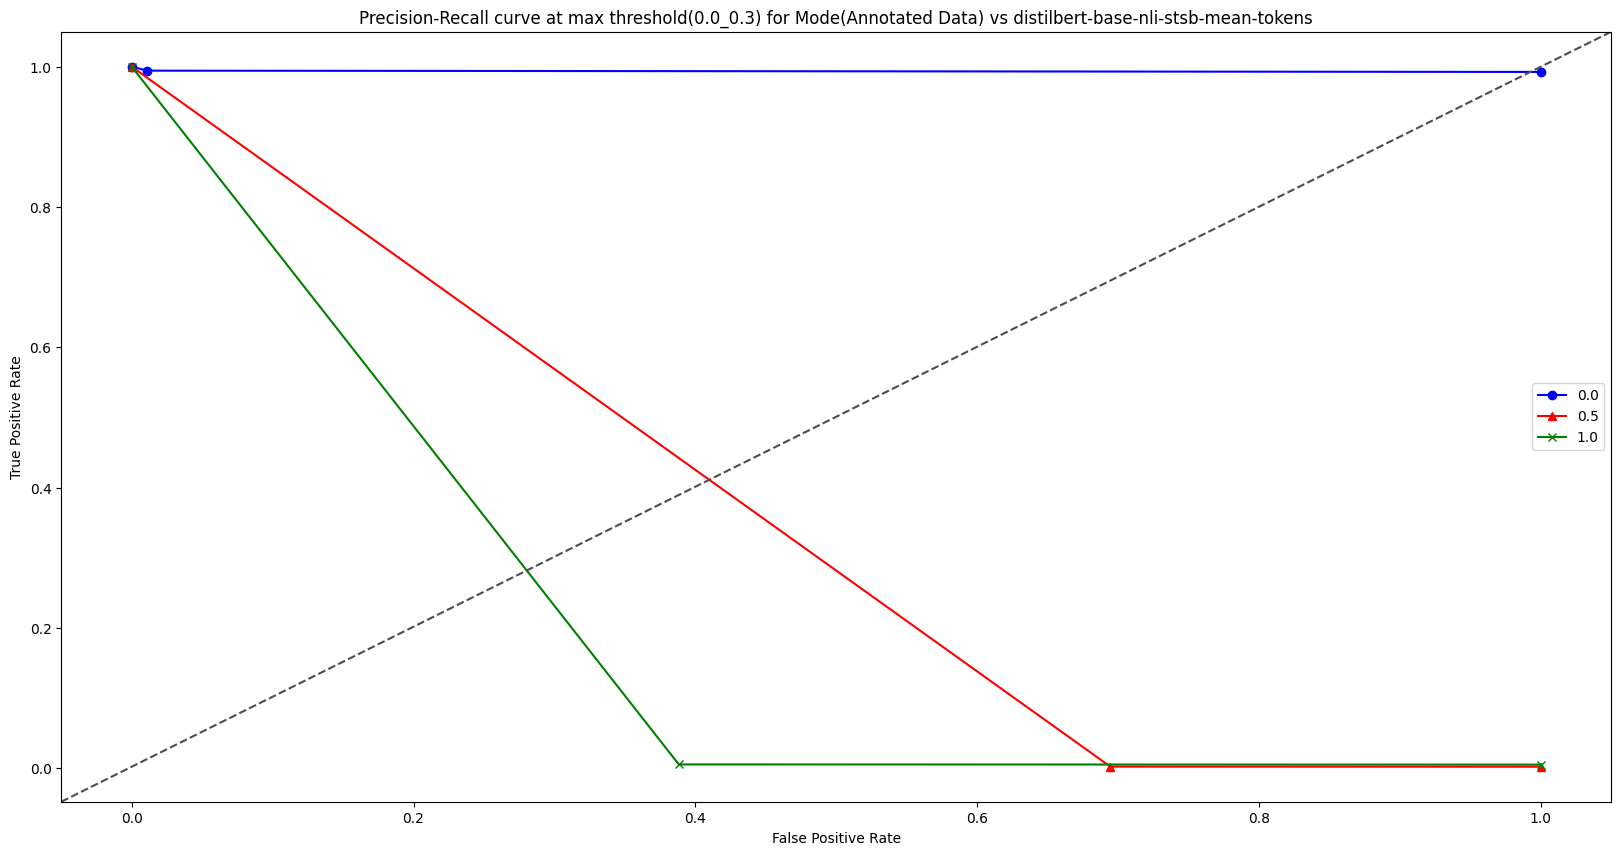 Precision-Recall curve at max threshold(0.0_0.3) for Mode(Annotated Data) vs distilbert-base-nli-stsb-mean-tokens
1.0
0.8
0.6
0.4
0.2
0.0
True Positive Rate
0.0
0.5
1.0
0.0 0.2 0.4 0.6 0.8 1.0
False Positive Rate